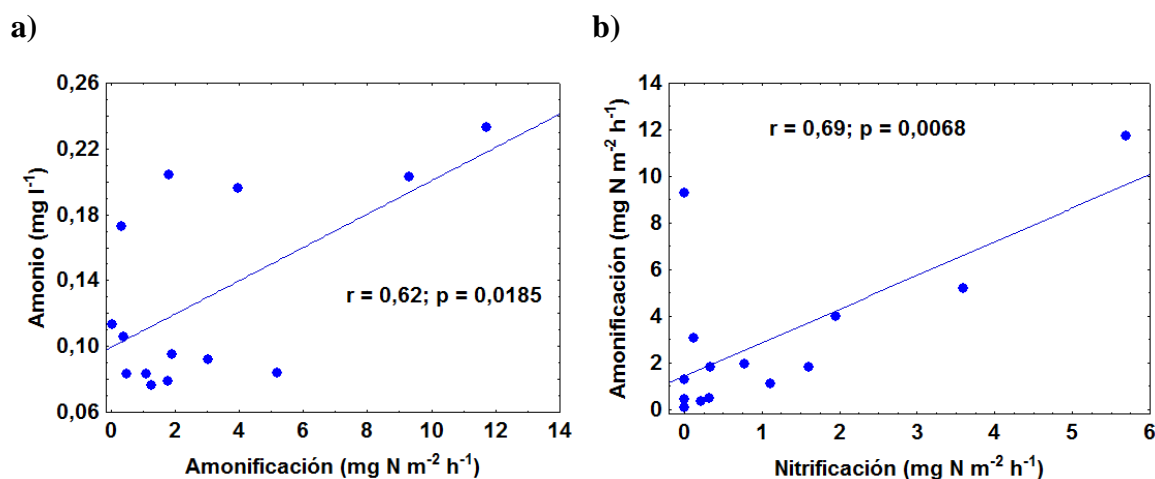 a)
0,26
0,22
0,18
0,14
0,10
0,06
Amonio (mg l⁻¹)
r = 0,62; p = 0,0185
0 2 4 6 8 10 12 14
Amonificación (mg N m⁻² h⁻¹)
b)
14
12
10
8
6
4
2
0
Amonificación (mg N m⁻² h⁻¹)
r = 0,69; p = 0,0068
0 1 2 3 4 5 6
Nitrificación (mg N m⁻² h⁻¹)